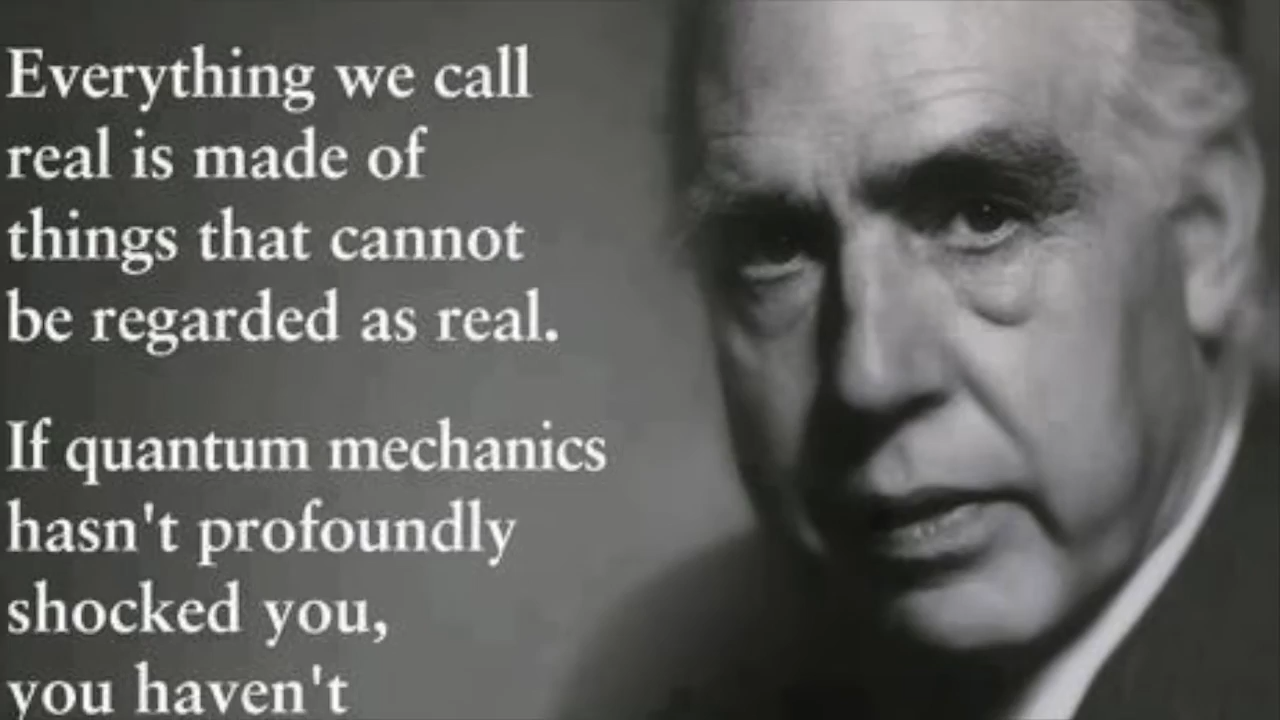 Everything we call
real is made of
things that cannot
be regarded as real.
If quantum mechanics
hasn't profoundly
shocked you,
you haven't